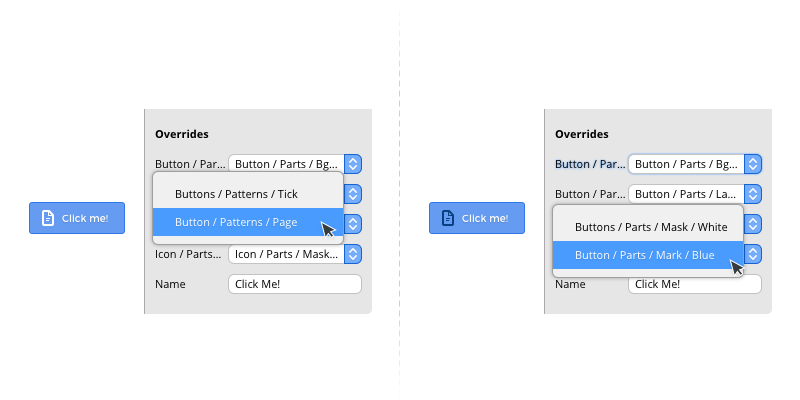 Overrides
Button / Par... Button / Parts / Bg...
Buttons / Patterns / Tick
Button / Patterns / Page
Click me!
Icon / Parts... Icon / Parts / Mask...
Name Click Me!
Overrides
Button / Par... Button / Parts / Bg...
Button / Par... Button / Parts / La...
Buttons / Parts / Mask / White
Click me!
Button / Parts / Mark / Blue
Name Click Me!